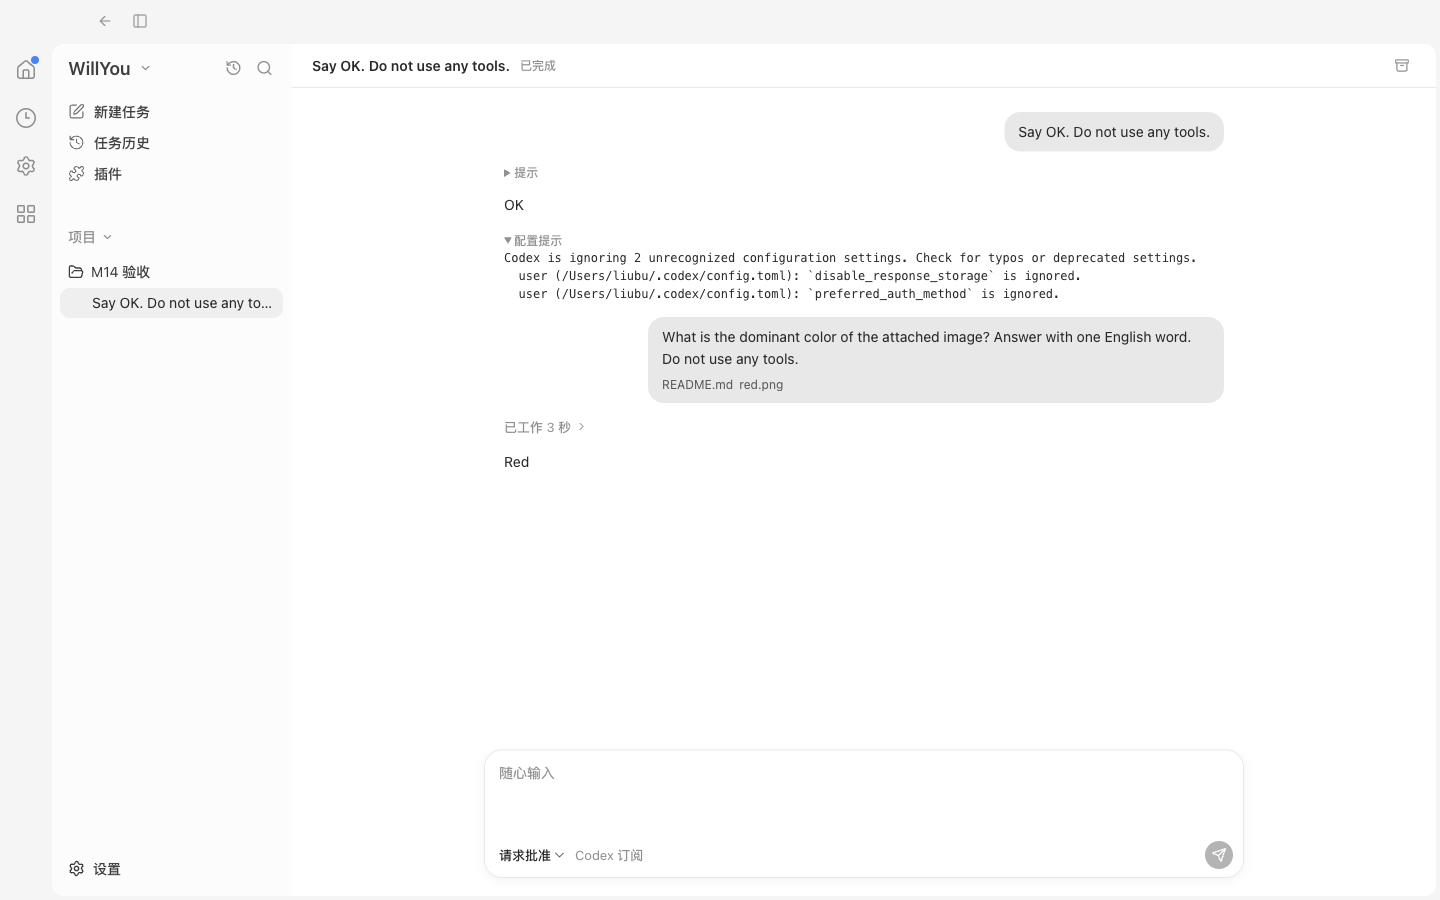 WillYou
新建任务
任务历史
插件
项目
M14 验收
Say OK. Do not use any to...
设置
Say OK. Do not use any tools. 已完成
Say OK. Do not use any tools.
提示
OK
配置提示
Codex is ignoring 2 unrecognized configuration settings. Check for typos or deprecated settings.
user (/Users/liubu/.codex/config.toml): `disable_response_storage` is ignored.
user (/Users/liubu/.codex/config.toml): `preferred_auth_method` is ignored.
What is the dominant color of the attached image? Answer with one English word.
Do not use any tools.
README.md red.png
已工作 3 秒
Red
随心输入
请求批准 Codex 订阅